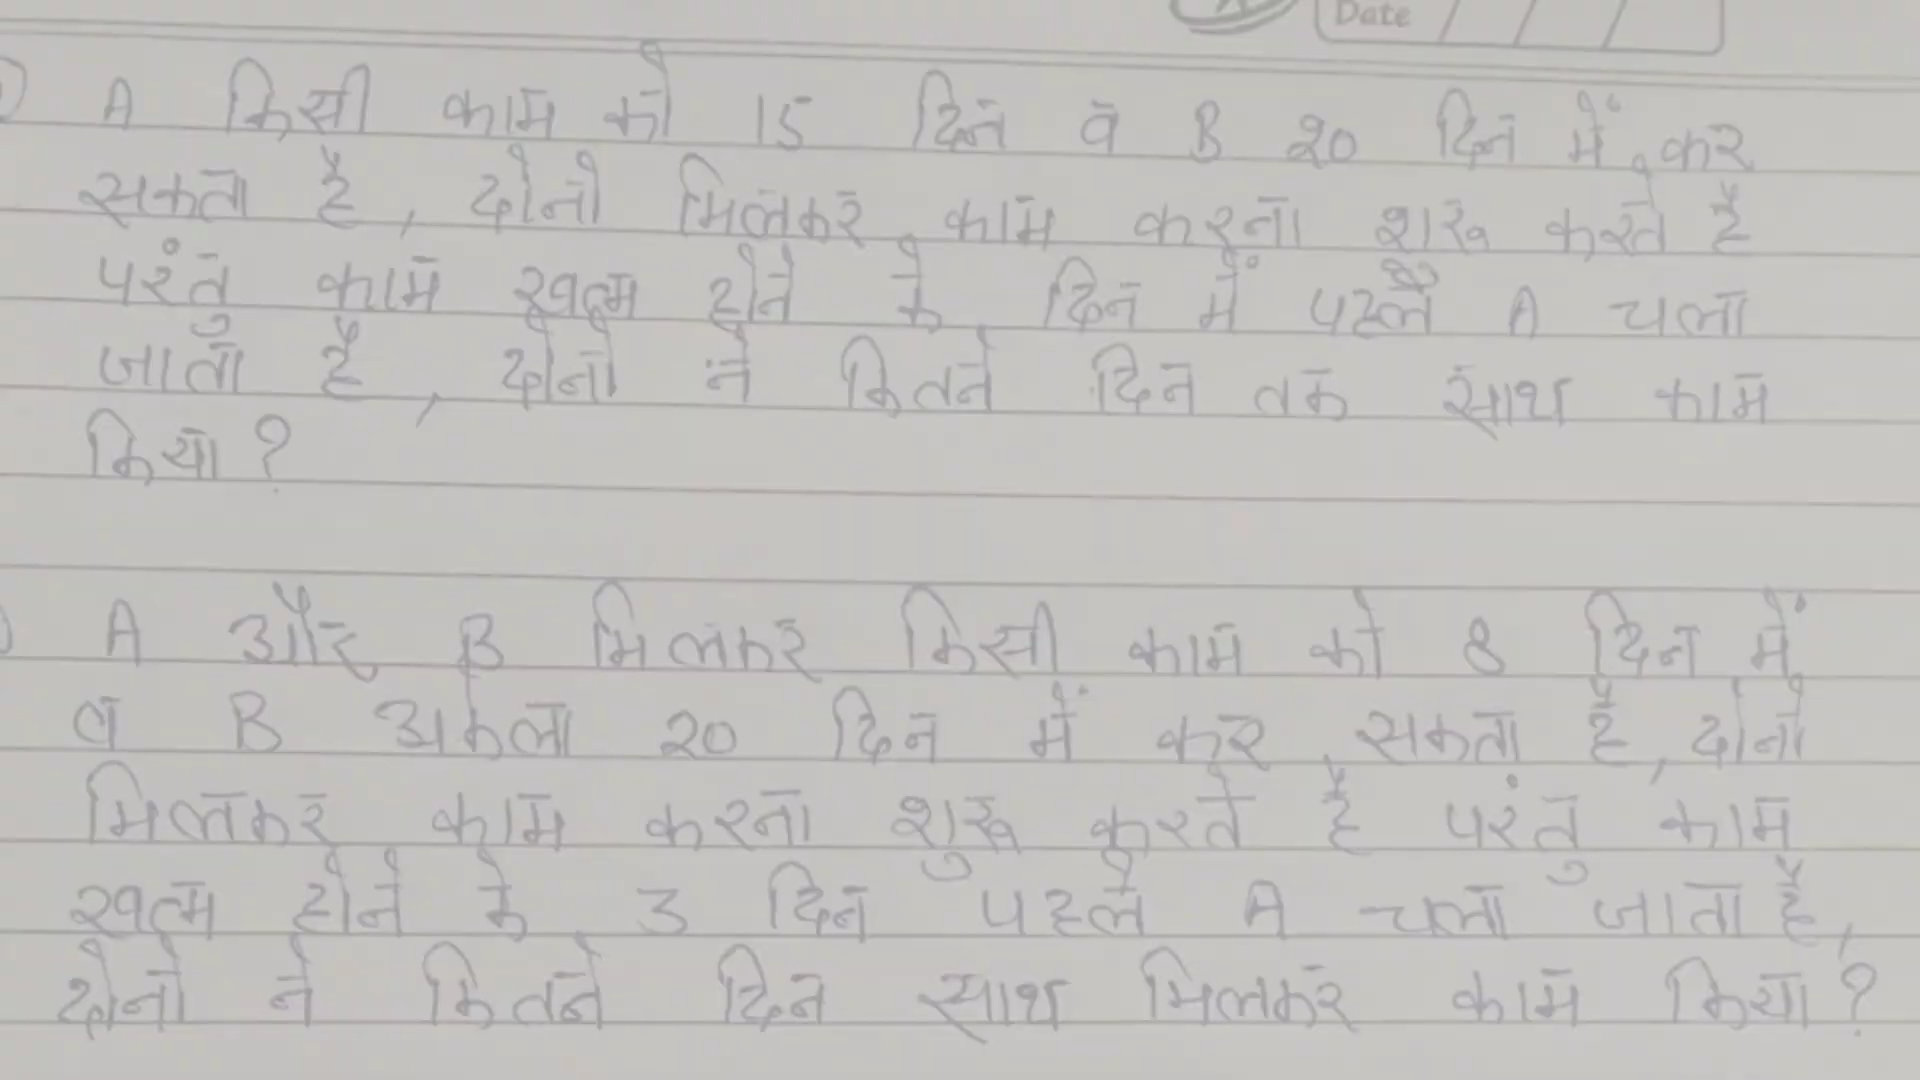 Date
A किसी काम को 15 दिन व B 20 दिन में कर
सकता है, दोनो मिलकर काम करना शरू करते है
परंतु काम खत्म होने के दिन में पहले A चला
जाता है, दोनो ने कितने दिन तक साथ काम
किया?
A और B मिलकर किसी काम को 8 दिन में
व B अकेला 20 दिन में कर सकता है, दोनो
मिलकर काम करना शुरू करते है परंतु काम
खत्म होने के 3 दिन पहले A चला जाता है,
दोनो ने कितने दिन साथ मिलकर काम किया?